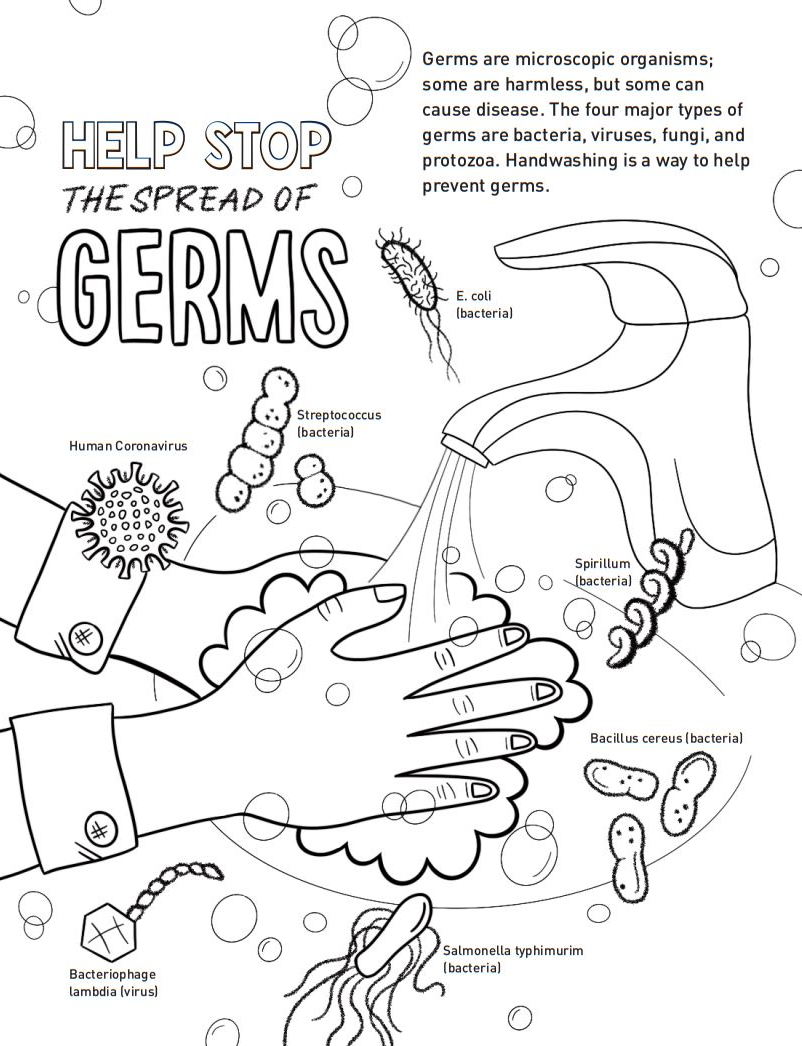 Germs are microscopic organisms;
some are harmless, but some can
cause disease. The four major types of
germs are bacteria, viruses, fungi, and
protozoa. Handwashing is a way to help
prevent germs.
HELP STOP
THE SPREAD OF
GERMS
E. coli
(bacteria)
Streptococcus
(bacteria)
Human Coronavirus
Spirillum
(bacteria)
Bacillus cereus (bacteria)
Salmonella typhimurim
(bacteria)
Bacteriophage
lambdia (virus)